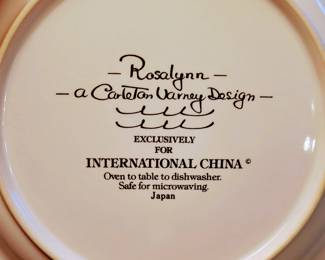 — Rosalynn —
— a Carleton Varney Design —
EXCLUSIVELY
FOR
INTERNATIONAL CHINA©
Oven to table to dishwasher.
Safe for microwaving.
Japan